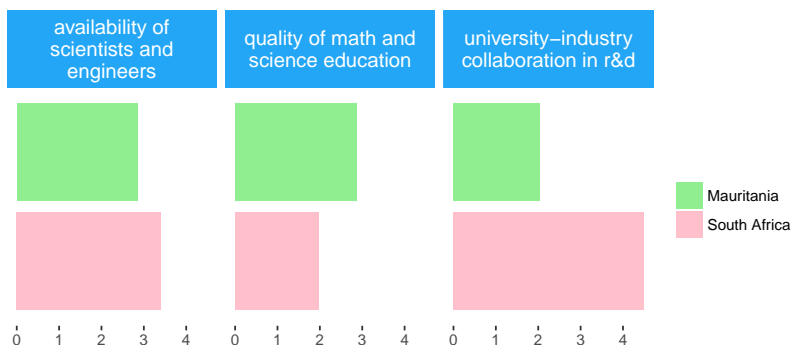 availability of
scientists and
engineers
quality of math and
science education
university−industry
collaboration in r&d
Mauritania
South Africa
0 1 2 3 4
0 1 2 3 4
0 1 2 3 4